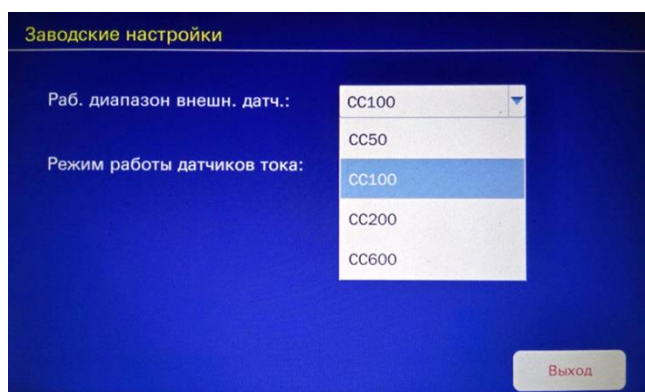 Заводские настройки
Раб. диапазон внешн. датч.: CC100
CC50
Режим работы датчиков тока:
CC100
CC200
CC600
Выход